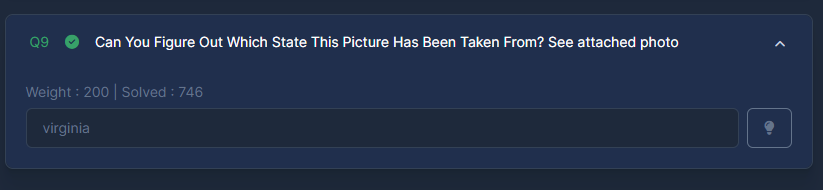 Q9 Can You Figure Out Which State This Picture Has Been Taken From? See attached photo
Weight : 200 | Solved : 746
virginia